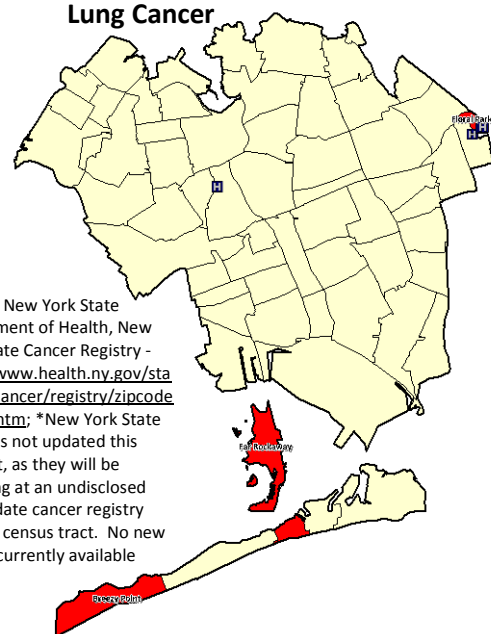 Lung Cancer
Floral Park
H
H
H
New York State
ment of Health, New
ate Cancer Registry -
www.health.ny.gov/sta
ancer/registry/zipcode
htm; *New York State
s not updated this
t, as they will be
g at an undisclosed
date cancer registry
census tract. No new
currently available
Far Rockaway
Breezy Point